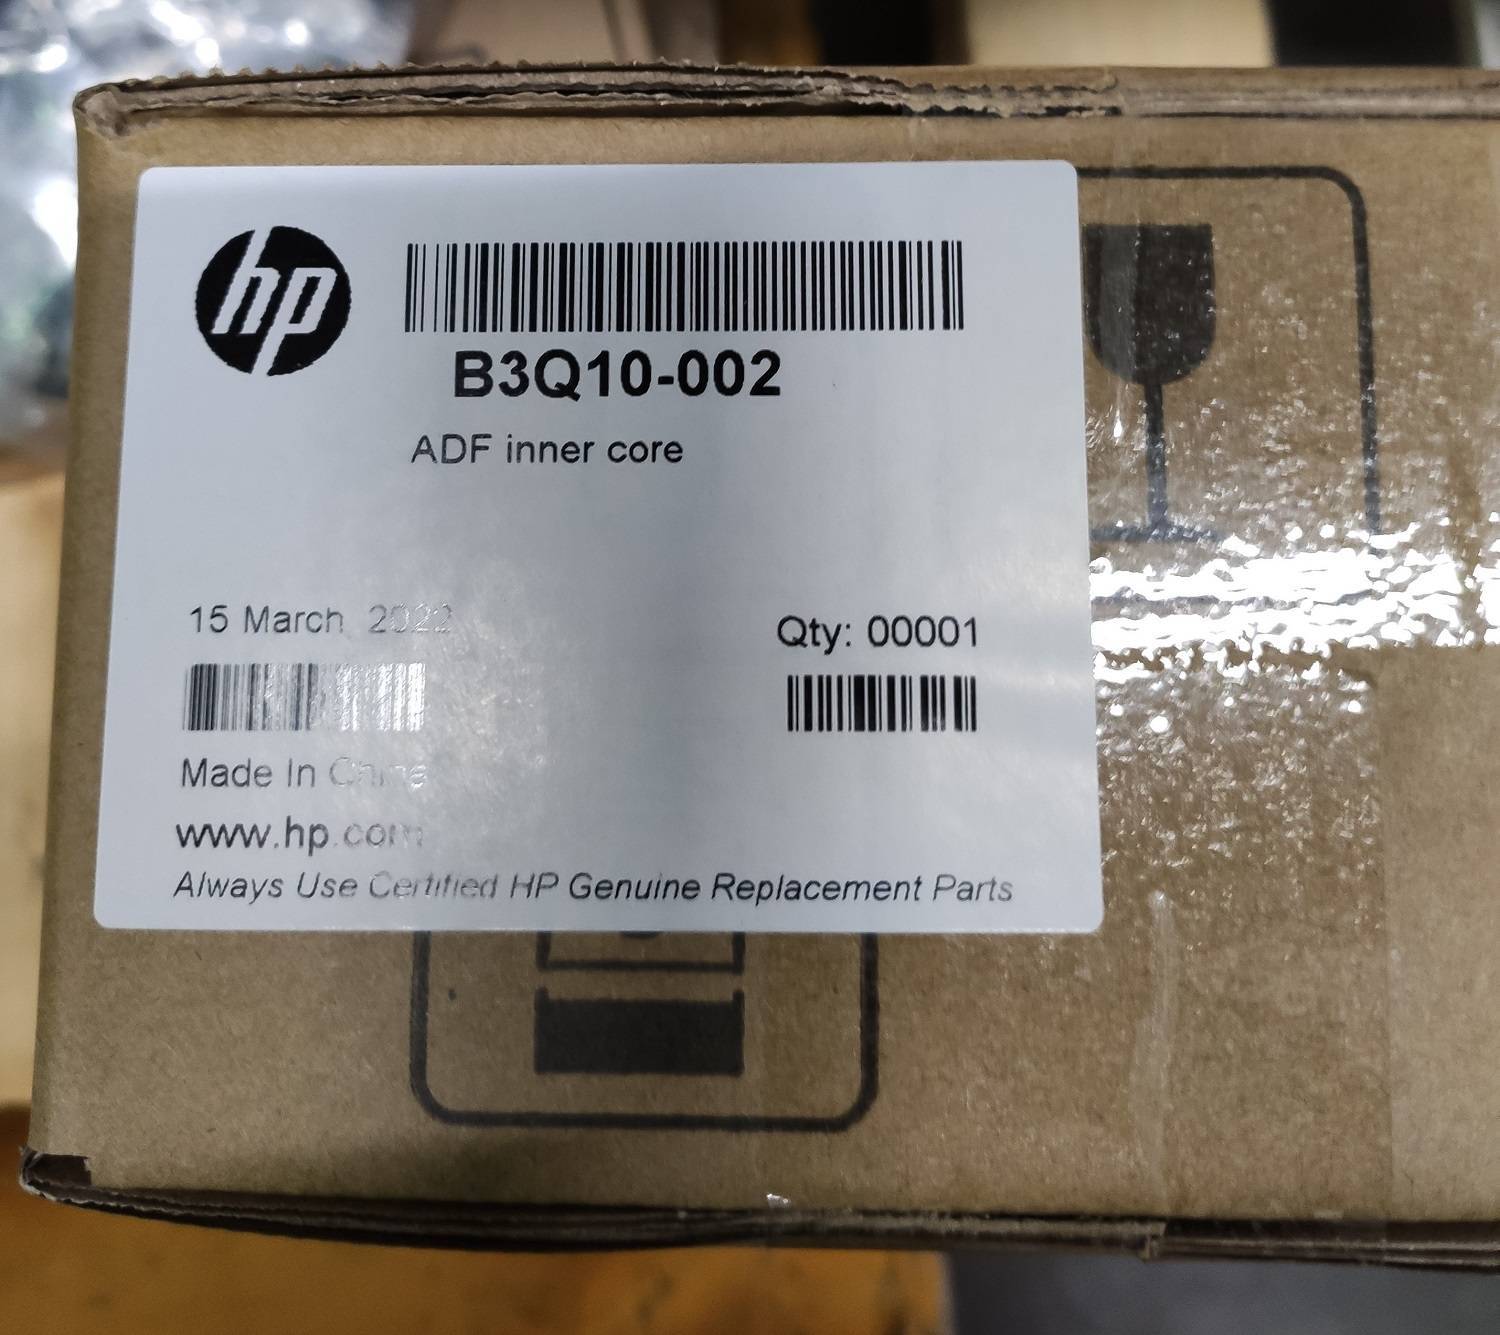 hp
B3Q10-002
ADF inner core
15 March 2022
Qty: 00001
Made In China
www.hp.com
Always Use Certified HP Genuine Replacement Parts